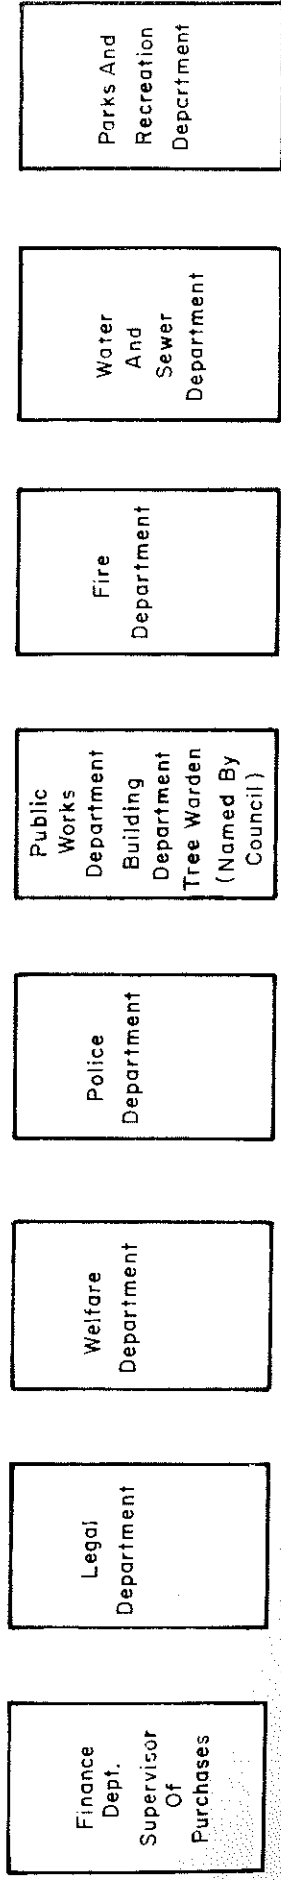 Finance
Dept.
Supervisor
Of
Purchases
Legal
Department
Welfare
Department
Police
Department
Public
Works
Department
Building
Department
Tree Warden
(Named By
Council)
Fire
Department
Water
And
Sewer
Department
Parks And
Recreation
Department